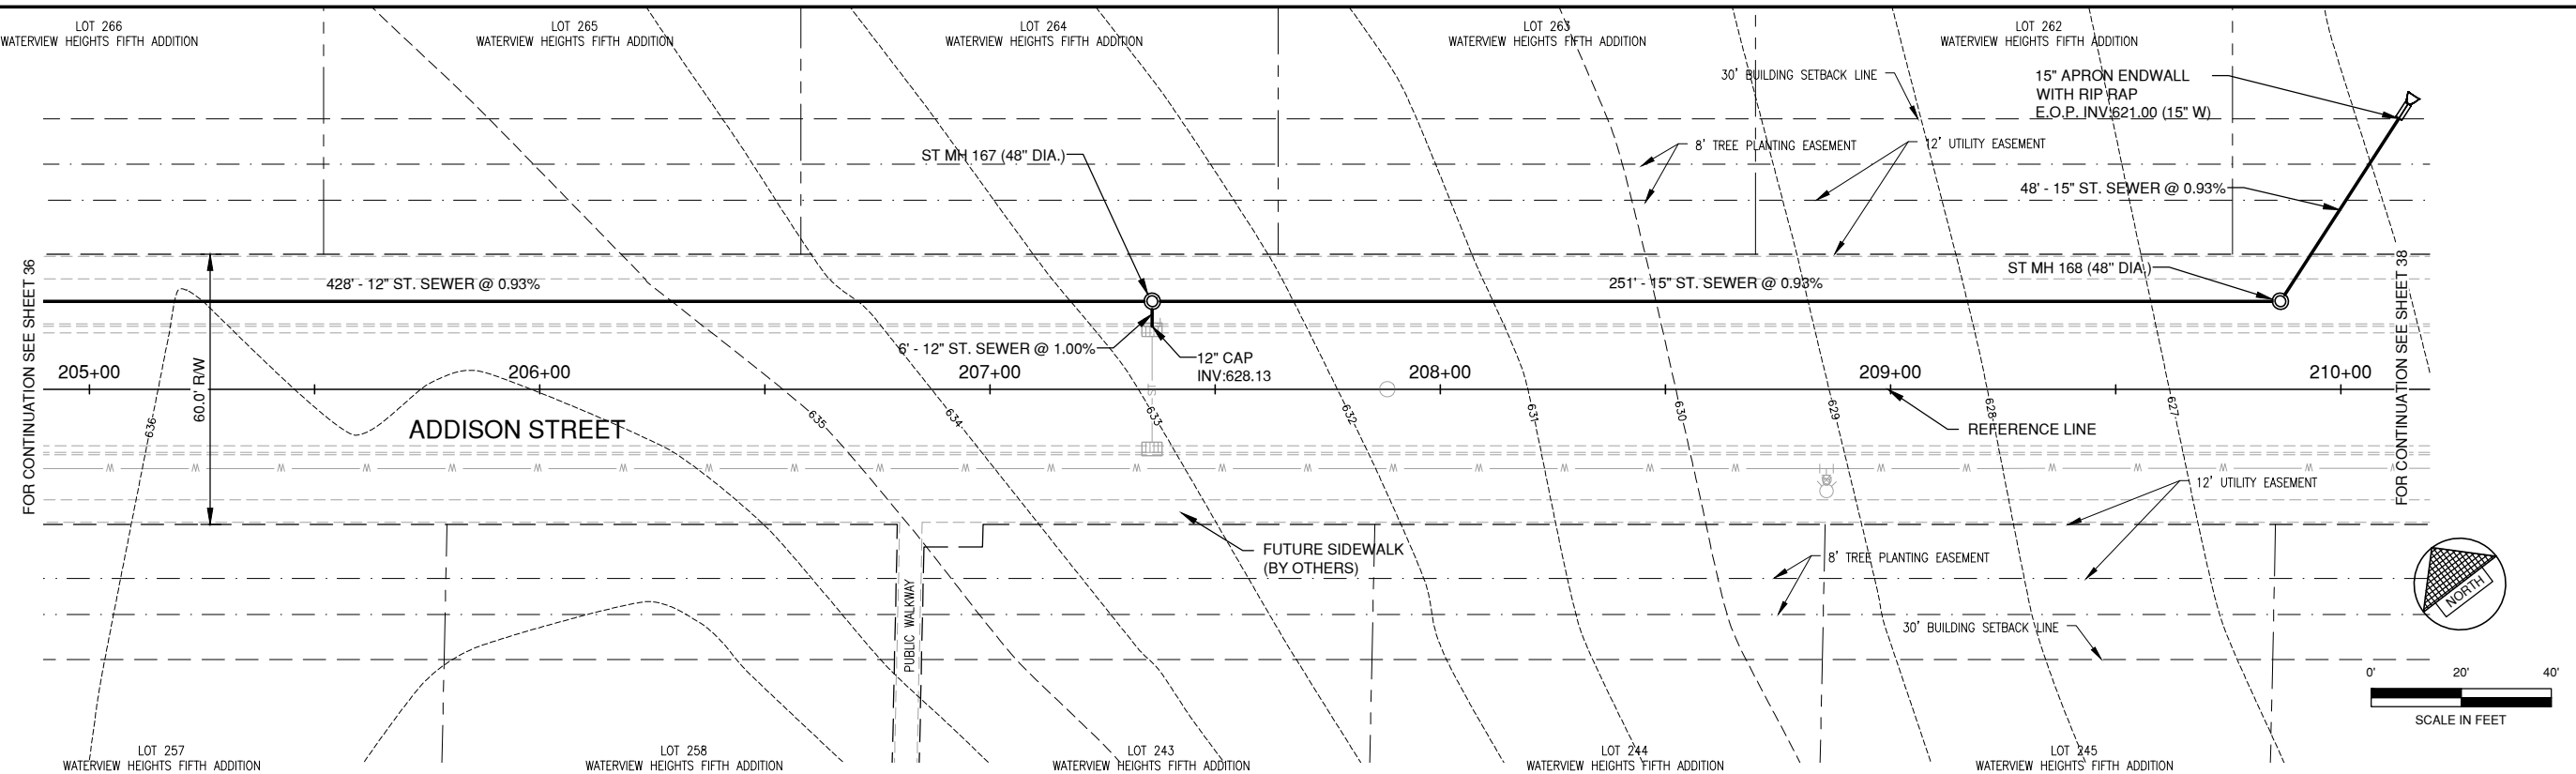 LOT 266
WATERVIEW HEIGHTS FIFTH ADDITION
LOT 265
WATERVIEW HEIGHTS FIFTH ADDITION
LOT 264
WATERVIEW HEIGHTS FIFTH ADDITION
LOT 263
WATERVIEW HEIGHTS FIFTH ADDITION
LOT 262
WATERVIEW HEIGHTS FIFTH ADDITION
30' BUILDING SETBACK LINE
15" APRON ENDWALL
WITH RIP RAP
E.O.P. INV:621.00 (15" W)
ST MH 167 (48" DIA.)
8' TREE PLANTING EASEMENT
12' UTILITY EASEMENT
48' - 15" ST. SEWER @ 0.93%
FOR CONTINUATION SEE SHEET 36
428' - 12" ST. SEWER @ 0.93%
251' - 15" ST. SEWER @ 0.93%
ST MH 168 (48" DIA.)
FOR CONTINUATION SEE SHEET 38
6' - 12" ST. SEWER @ 1.00%
12" CAP
INV:628.13
205+00
206+00
207+00
208+00
209+00
210+00
60.0' R/W
ST
636
635
634
633
632
631
630
629
628
627
ADDISON STREET
REFERENCE LINE
12' UTILITY EASEMENT
FUTURE SIDEWALK
(BY OTHERS)
8' TREE PLANTING EASEMENT
PUBLIC WALKWAY
30' BUILDING SETBACK LINE
NORTH
0'
20'
40'
SCALE IN FEET
LOT 257
WATERVIEW HEIGHTS FIFTH ADDITION
LOT 258
WATERVIEW HEIGHTS FIFTH ADDITION
LOT 243
WATERVIEW HEIGHTS FIFTH ADDITION
LOT 244
WATERVIEW HEIGHTS FIFTH ADDITION
LOT 245
WATERVIEW HEIGHTS FIFTH ADDITION